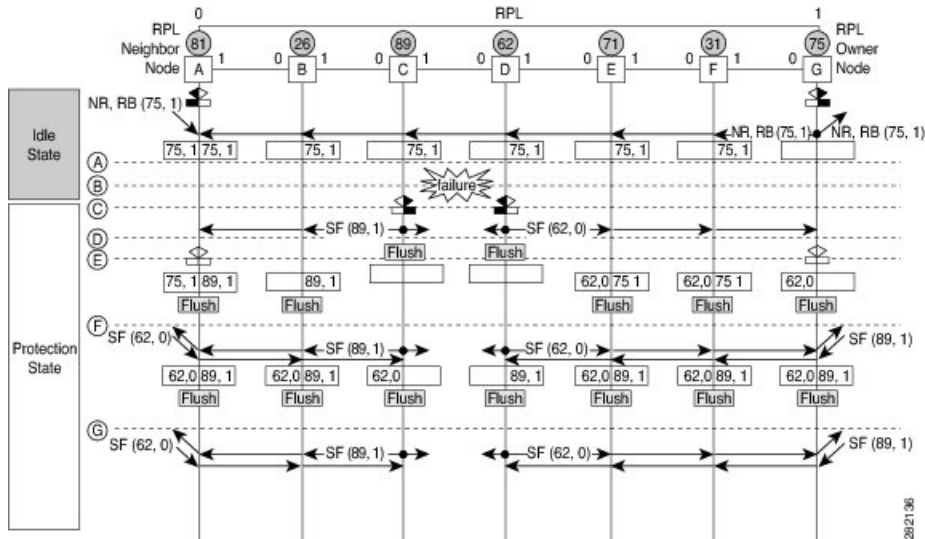 0 RPL 1
RPL Neighbor Node
RPL Owner Node
81 26 89 62 71 31 75
A 1 0 B 1 0 C 1 0 D 1 0 E 1 0 F 1 0 G
Idle State
NR, RB (75, 1)
NR, RB (75, 1) NR, RB (75, 1)
75, 1 75, 1 75, 1 75, 1 75, 1 75, 1 75, 1
A
B
failure
C
Protection State
SF (89, 1) SF (62, 0)
D
Flush Flush
E
75, 1 89, 1 89, 1 62,0 75 1 62,0 75 1 62,0
Flush Flush Flush Flush Flush
F
SF (62, 0) SF (89, 1) SF (62, 0) SF (89, 1)
62,0 89, 1 62,0 89, 1 62,0 89, 1 62,0 89, 1 62,0 89, 1 62,0 89, 1
Flush Flush Flush Flush Flush Flush Flush
G
SF (62, 0) SF (89, 1) SF (62, 0) SF (89, 1)
282136